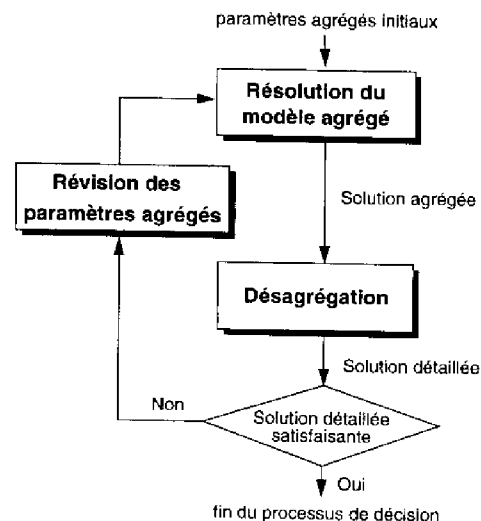 paramètres agrégés initiaux
Résolution du
modèle agrégé
Révision des
paramètres agrégés
Solution agrégée
Désagrégation
Solution détaillée
Non
Solution détaillée
satisfaisante
Oui
fin du processus de décision